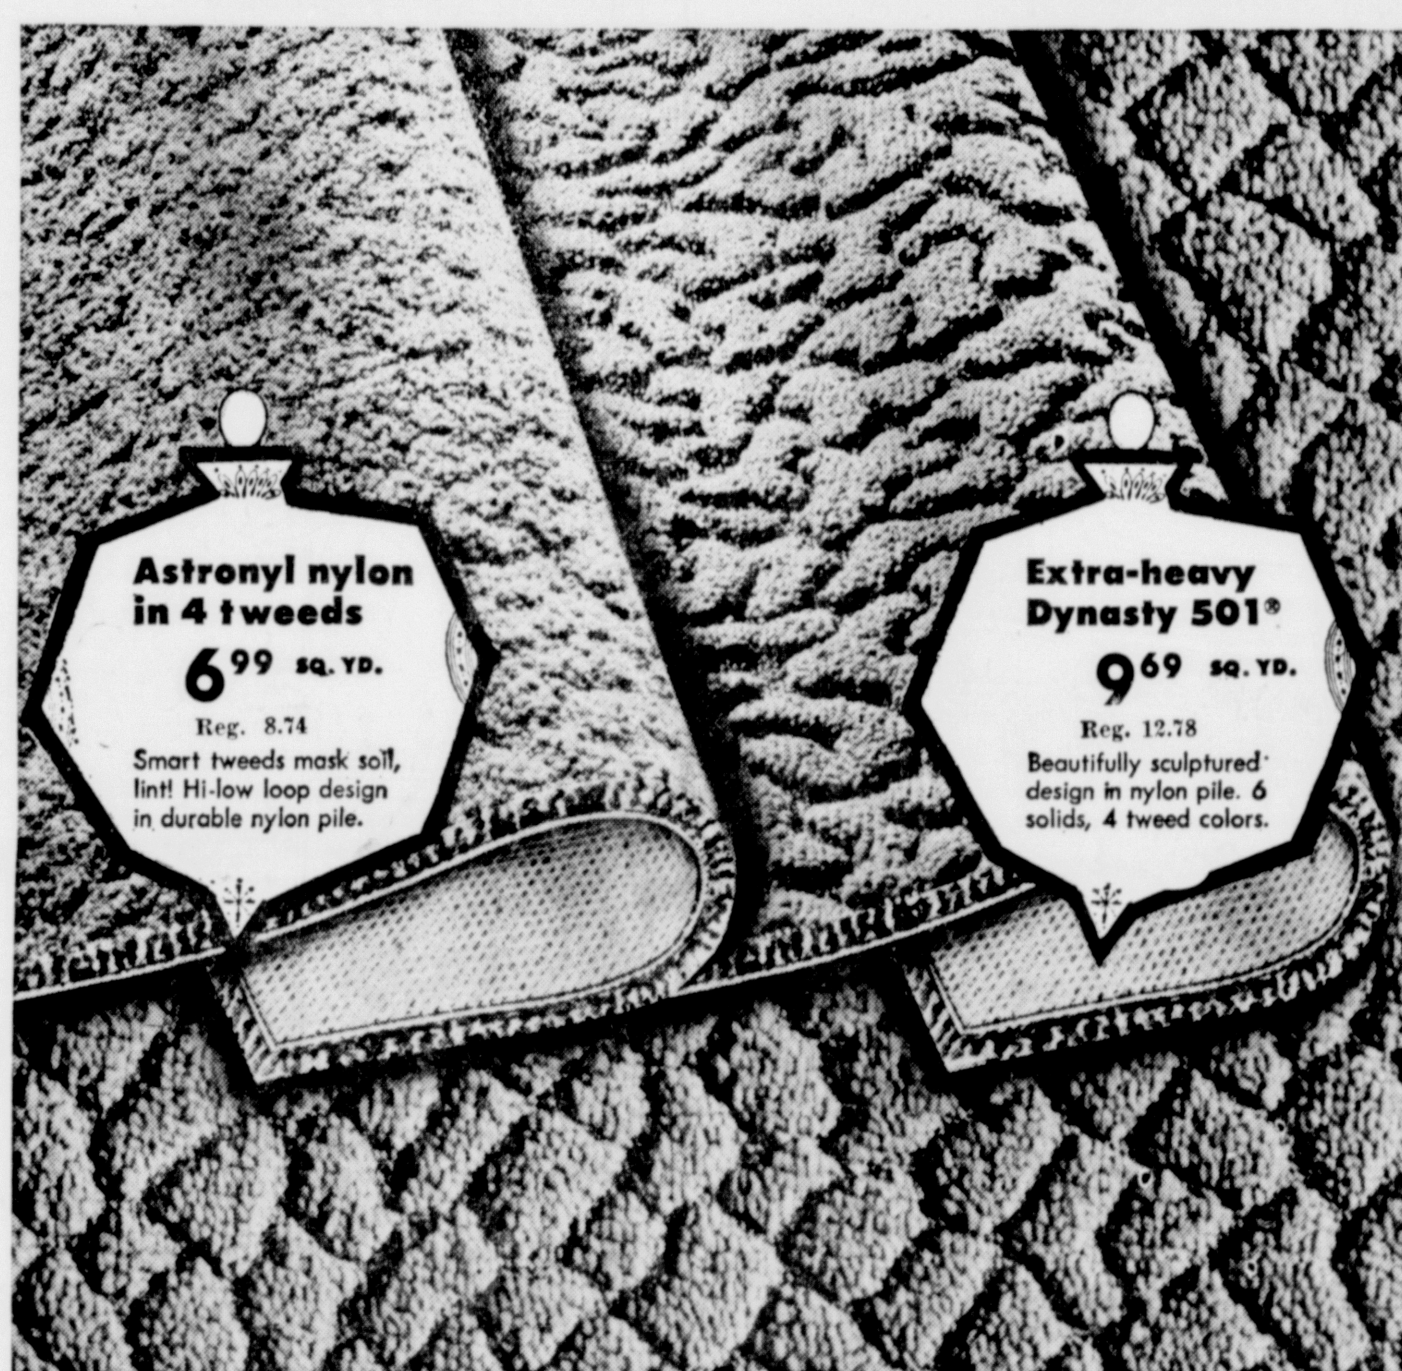 Astronyl nylon
in 4 tweeds
6 99 SQ. YD.
Reg. 8.74
Smart tweeds mask soil,
lint! Hi-low loop design
in durable nylon pile.
Extra-heavy
Dynasty 501®
9 69 SQ. YD.
Reg. 12.78
Beautifully sculptured
design in nylon pile. 6
solids, 4 tweed colors.